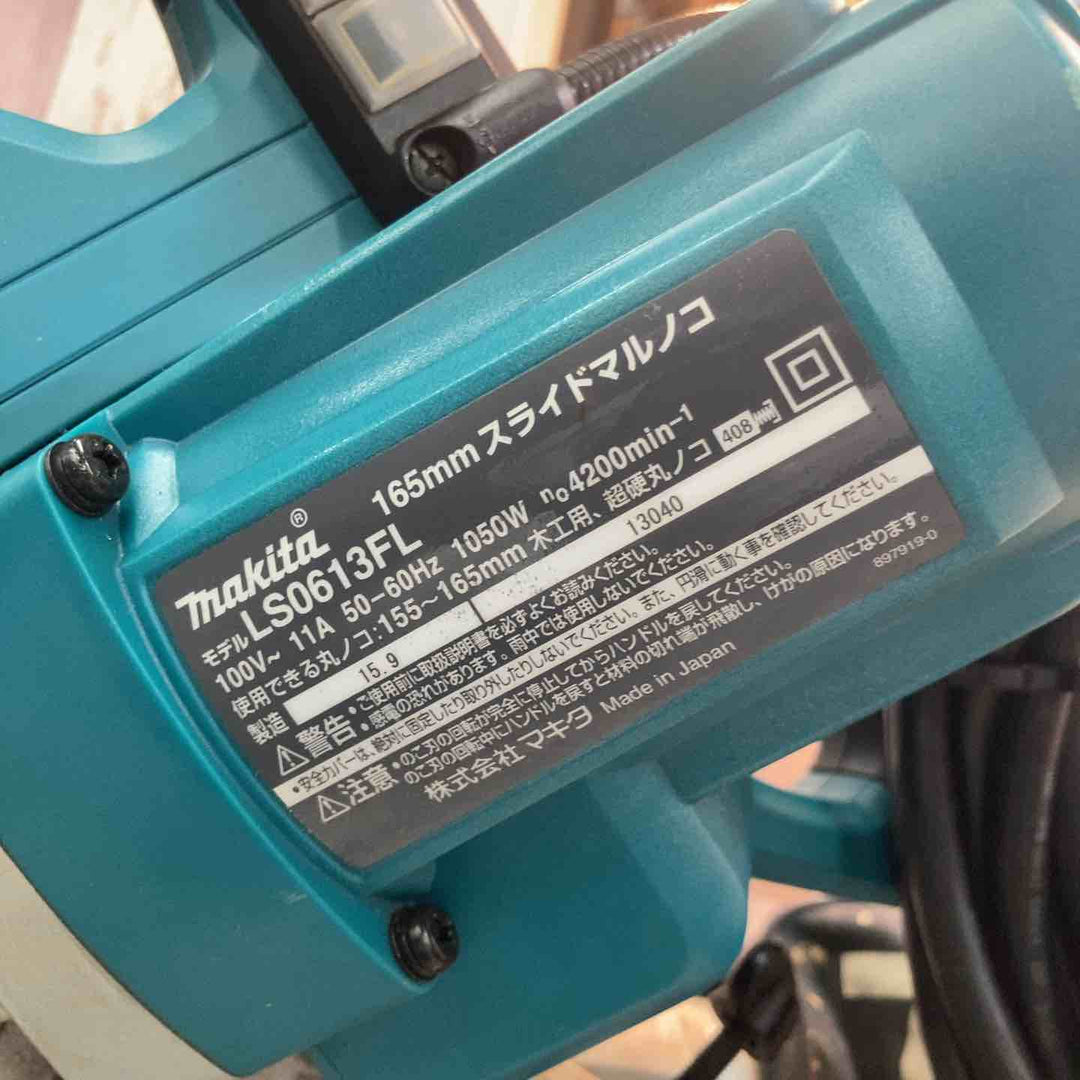 makita®
165mm スライドマルノコ
モデル LS0613FL
100V~ 11A 50-60Hz 1050W n₀4200min-1
使用できる丸ノコ:155~165mm 木工用、超硬丸ノコ 408
製造 15.9 13040
⚠警告 •ご使用前に取扱説明書を必ずよくお読みください。
•感電の恐れがあります。雨中では使用しないでください。
•安全カバーは、絶対に固定したり取り外したりしないでください。また、円滑に動く事を確認してください。
⚠注意 •のこ刃の回転が完全に停止してからハンドルを戻してください。
のこ刃の回転中にハンドルを戻すと材料の切れ端が飛散し、けがの原因になります。
株式会社 マキタ Made in Japan 897919-0